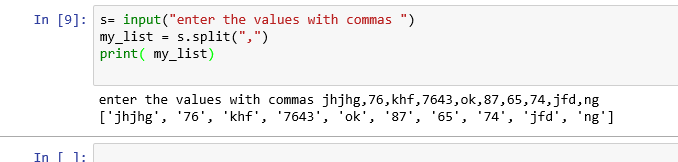 In [9]: s= input("enter the values with commas ")
my_list = s.split(",")
print( my_list)
enter the values with commas jhjhg,76,khf,7643,ok,87,65,74,jfd,ng
['jhjhg', '76', 'khf', '7643', 'ok', '87', '65', '74', 'jfd', 'ng']
In [ ]: